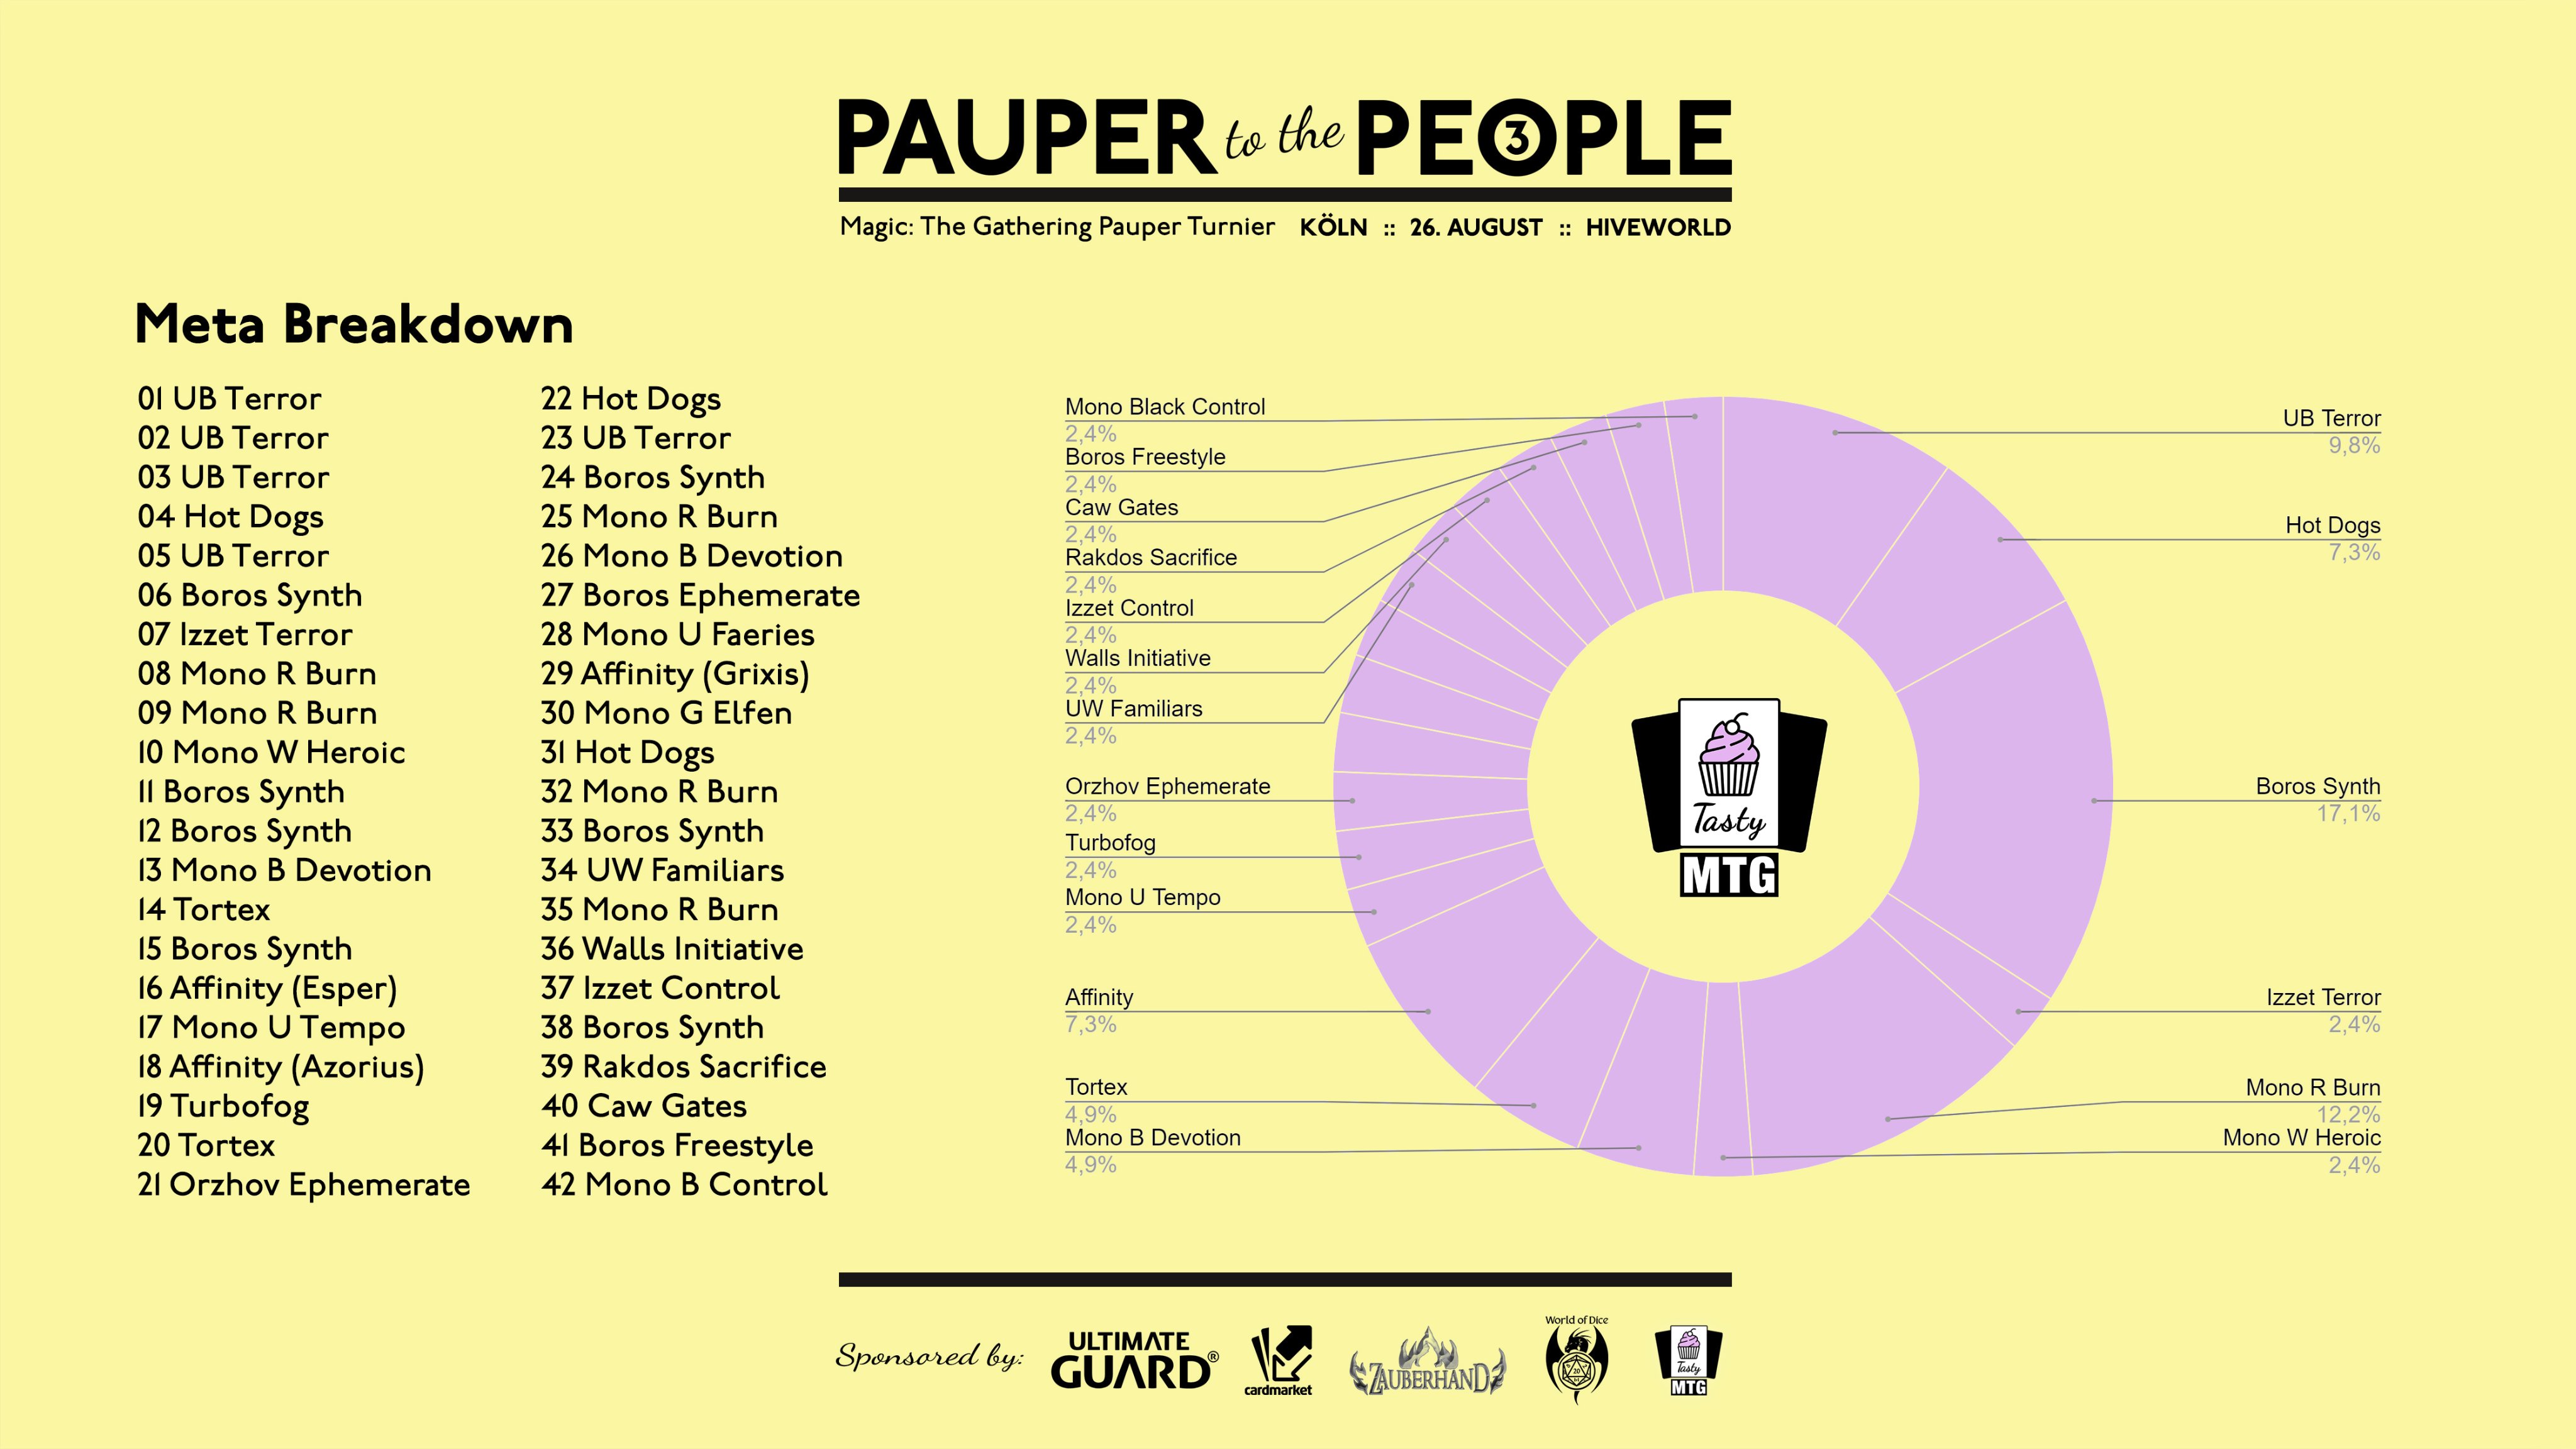 PAUPER to the PEOPLE
3
Magic: The Gathering Pauper Turnier KÖLN :: 26. AUGUST :: HIVEWORLD
Meta Breakdown
01 UB Terror
02 UB Terror
03 UB Terror
04 Hot Dogs
05 UB Terror
06 Boros Synth
07 Izzet Terror
08 Mono R Burn
09 Mono R Burn
10 Mono W Heroic
11 Boros Synth
12 Boros Synth
13 Mono B Devotion
14 Tortex
15 Boros Synth
16 Affinity (Esper)
17 Mono U Tempo
18 Affinity (Azorius)
19 Turbofog
20 Tortex
21 Orzhov Ephemerate
22 Hot Dogs
23 UB Terror
24 Boros Synth
25 Mono R Burn
26 Mono B Devotion
27 Boros Ephemerate
28 Mono U Faeries
29 Affinity (Grixis)
30 Mono G Elfen
31 Hot Dogs
32 Mono R Burn
33 Boros Synth
34 UW Familiars
35 Mono R Burn
36 Walls Initiative
37 Izzet Control
38 Boros Synth
39 Rakdos Sacrifice
40 Caw Gates
41 Boros Freestyle
42 Mono B Control
Mono Black Control
2,4%
Boros Freestyle
2,4%
Caw Gates
2,4%
Rakdos Sacrifice
2,4%
Izzet Control
2,4%
Walls Initiative
2,4%
UW Familiars
2,4%
Orzhov Ephemerate
2,4%
Turbofog
2,4%
Mono U Tempo
2,4%
Affinity
7,3%
Tortex
4,9%
Mono B Devotion
4,9%
Tasty
MTG
UB Terror
9,8%
Hot Dogs
7,3%
Boros Synth
17,1%
Izzet Terror
2,4%
Mono R Burn
12,2%
Mono W Heroic
2,4%
Sponsored by:
ULTIMATE
GUARD®
cardmarket
ZAUBERHAND
World of Dice
20
Tasty
MTG